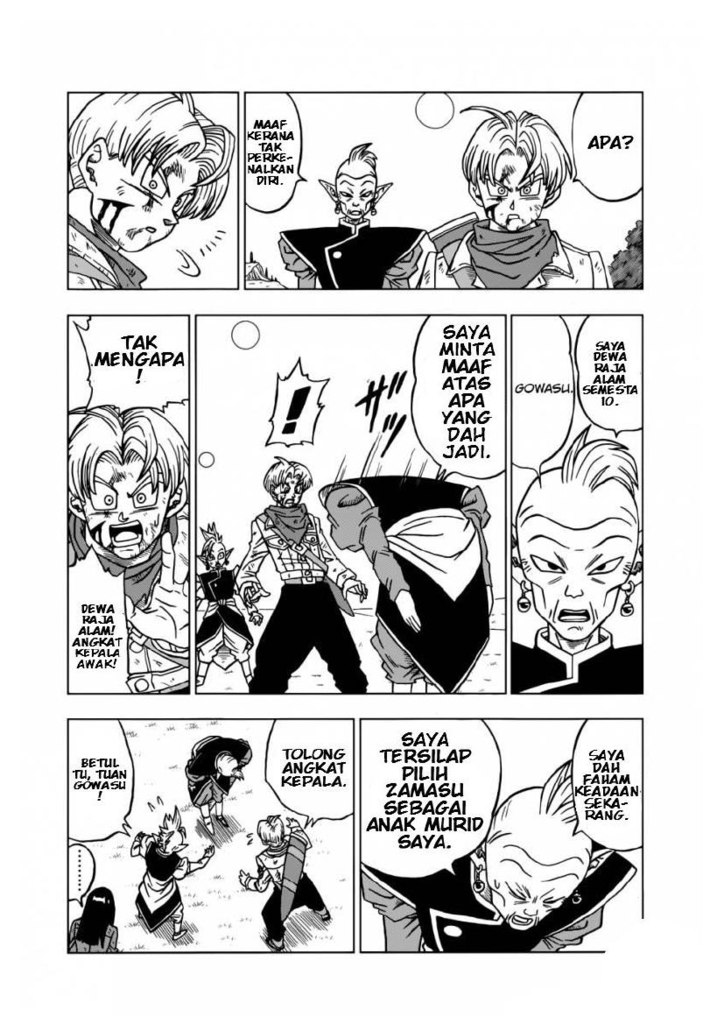 APA?
MAAF
KERANA
TAK
PERKE-
NALKAN
DIRI.
SAYA
DEWA
RAJA
ALAM
SEMESTA
10.
GOWASU.
SAYA
MINTA
MAAF
ATAS
APA
YANG
DAH
JADI.
!
TAK
MENGAPA
!
DEWA
RAJA
ALAM!
ANGKAT
KEPALA
AWAK!
SAYA
DAH
FAHAM
KEADAAN
SEKA-
RANG.
SAYA
TERSILAP
PILIH
ZAMASU
SEBAGAI
ANAK MURID
SAYA.
TOLONG
ANGKAT
KEPALA.
BETUL
TU, TUAN
GOWASU
!
........